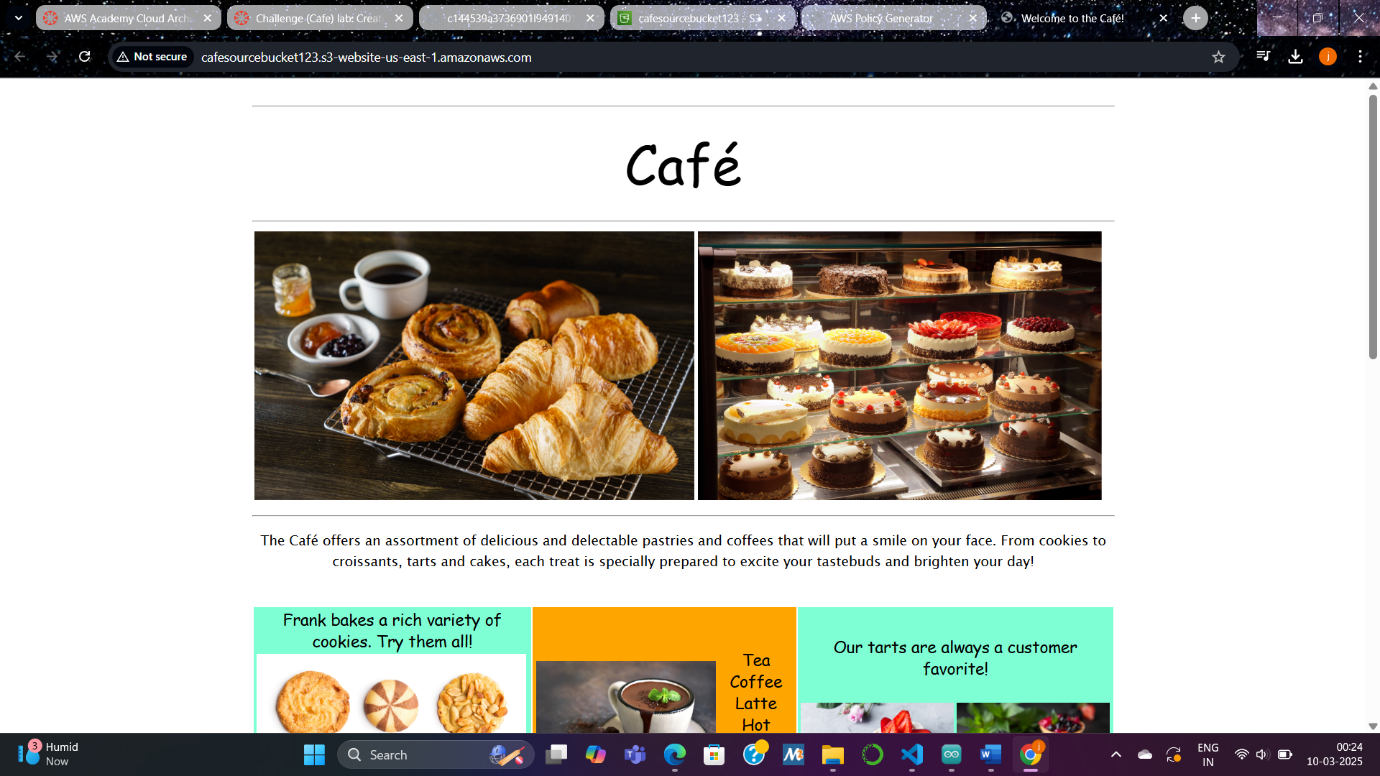 AWS Academy Cloud Arch
Challenge (Cafe) lab: Creat
c144539a3736901l949140
cafesourcebucket123 - S3
AWS Policy Generator
Welcome to the Café!
Not secure
cafesourcebucket123.s3-website-us-east-1.amazonaws.com
j
Café
The Café offers an assortment of delicious and delectable pastries and coffees that will put a smile on your face. From cookies to
croissants, tarts and cakes, each treat is specially prepared to excite your tastebuds and brighten your day!
Frank bakes a rich variety of
cookies. Try them all!
Tea
Coffee
Latte
Hot
Our tarts are always a customer
favorite!
3
Humid
Now
Search
ENG
IN
00:24
10-03-2025